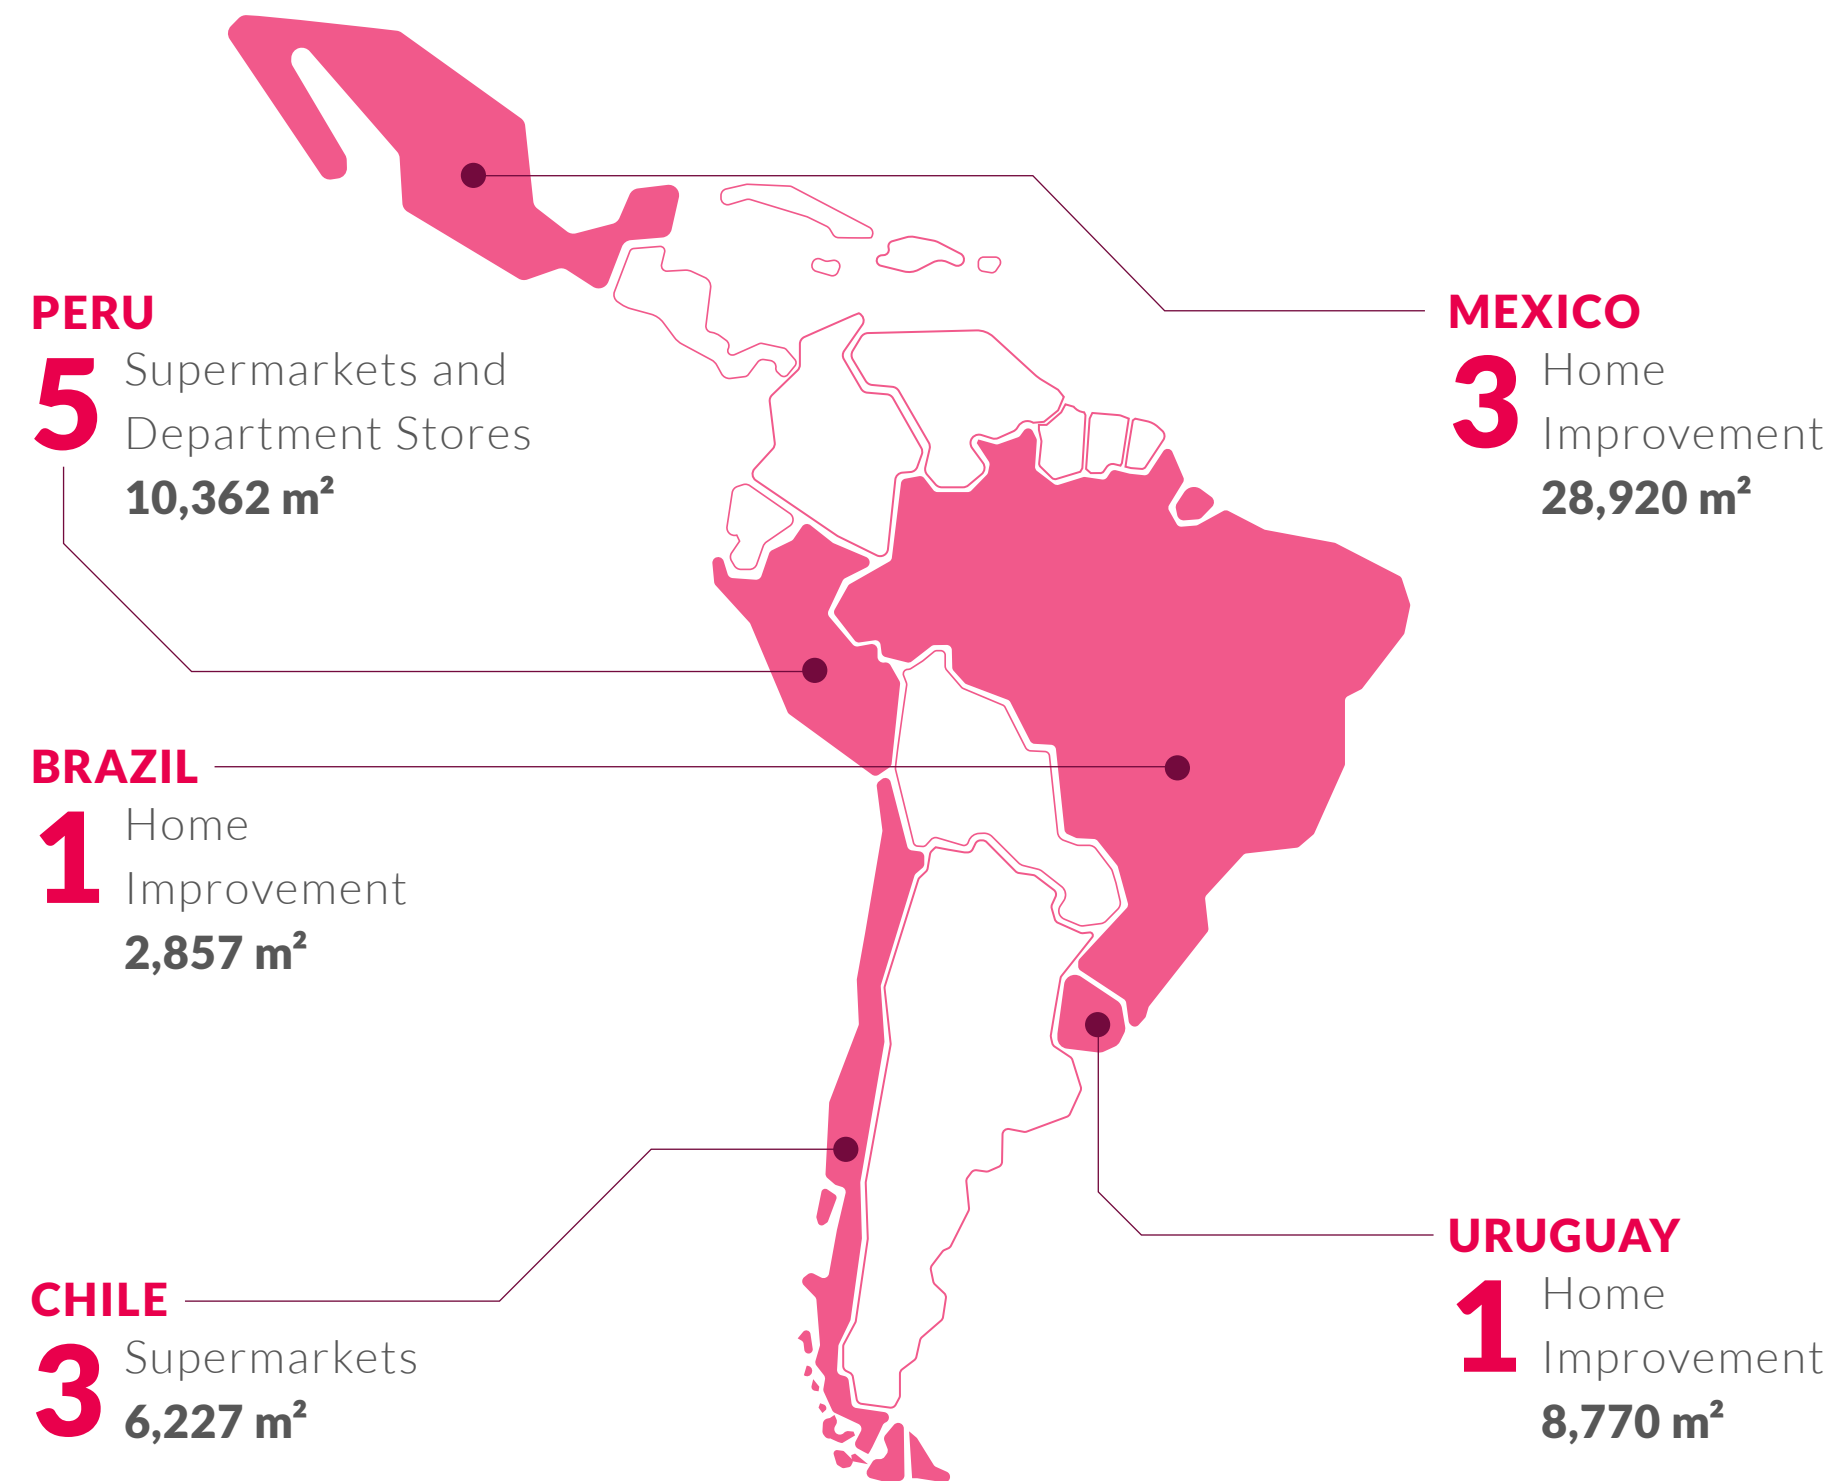 PERU
5
Supermarkets and
Department Stores
10,362 m²
MEXICO
3
Home
Improvement
28,920 m²
BRAZIL
1
Home
Improvement
2,857 m²
CHILE
3
Supermarkets
6,227 m²
URUGUAY
1
Home
Improvement
8,770 m²